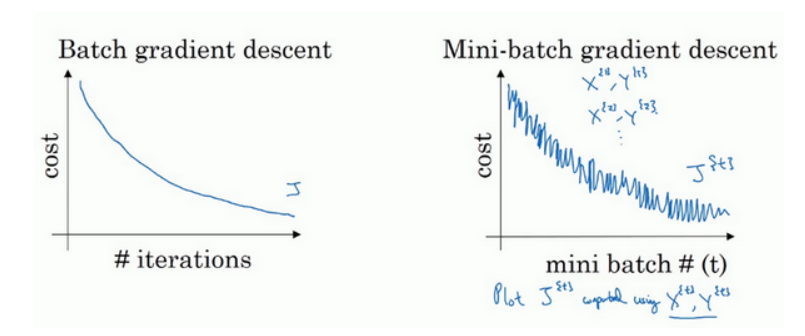 Batch gradient descent
cost
J
# iterations
Mini-batch gradient descent
X^{1}, Y^{1}
X^{2}, Y^{2}
⋮
cost
J^{t}
mini batch # (t)
Plot J^{t} computed using X^{t}, Y^{t}